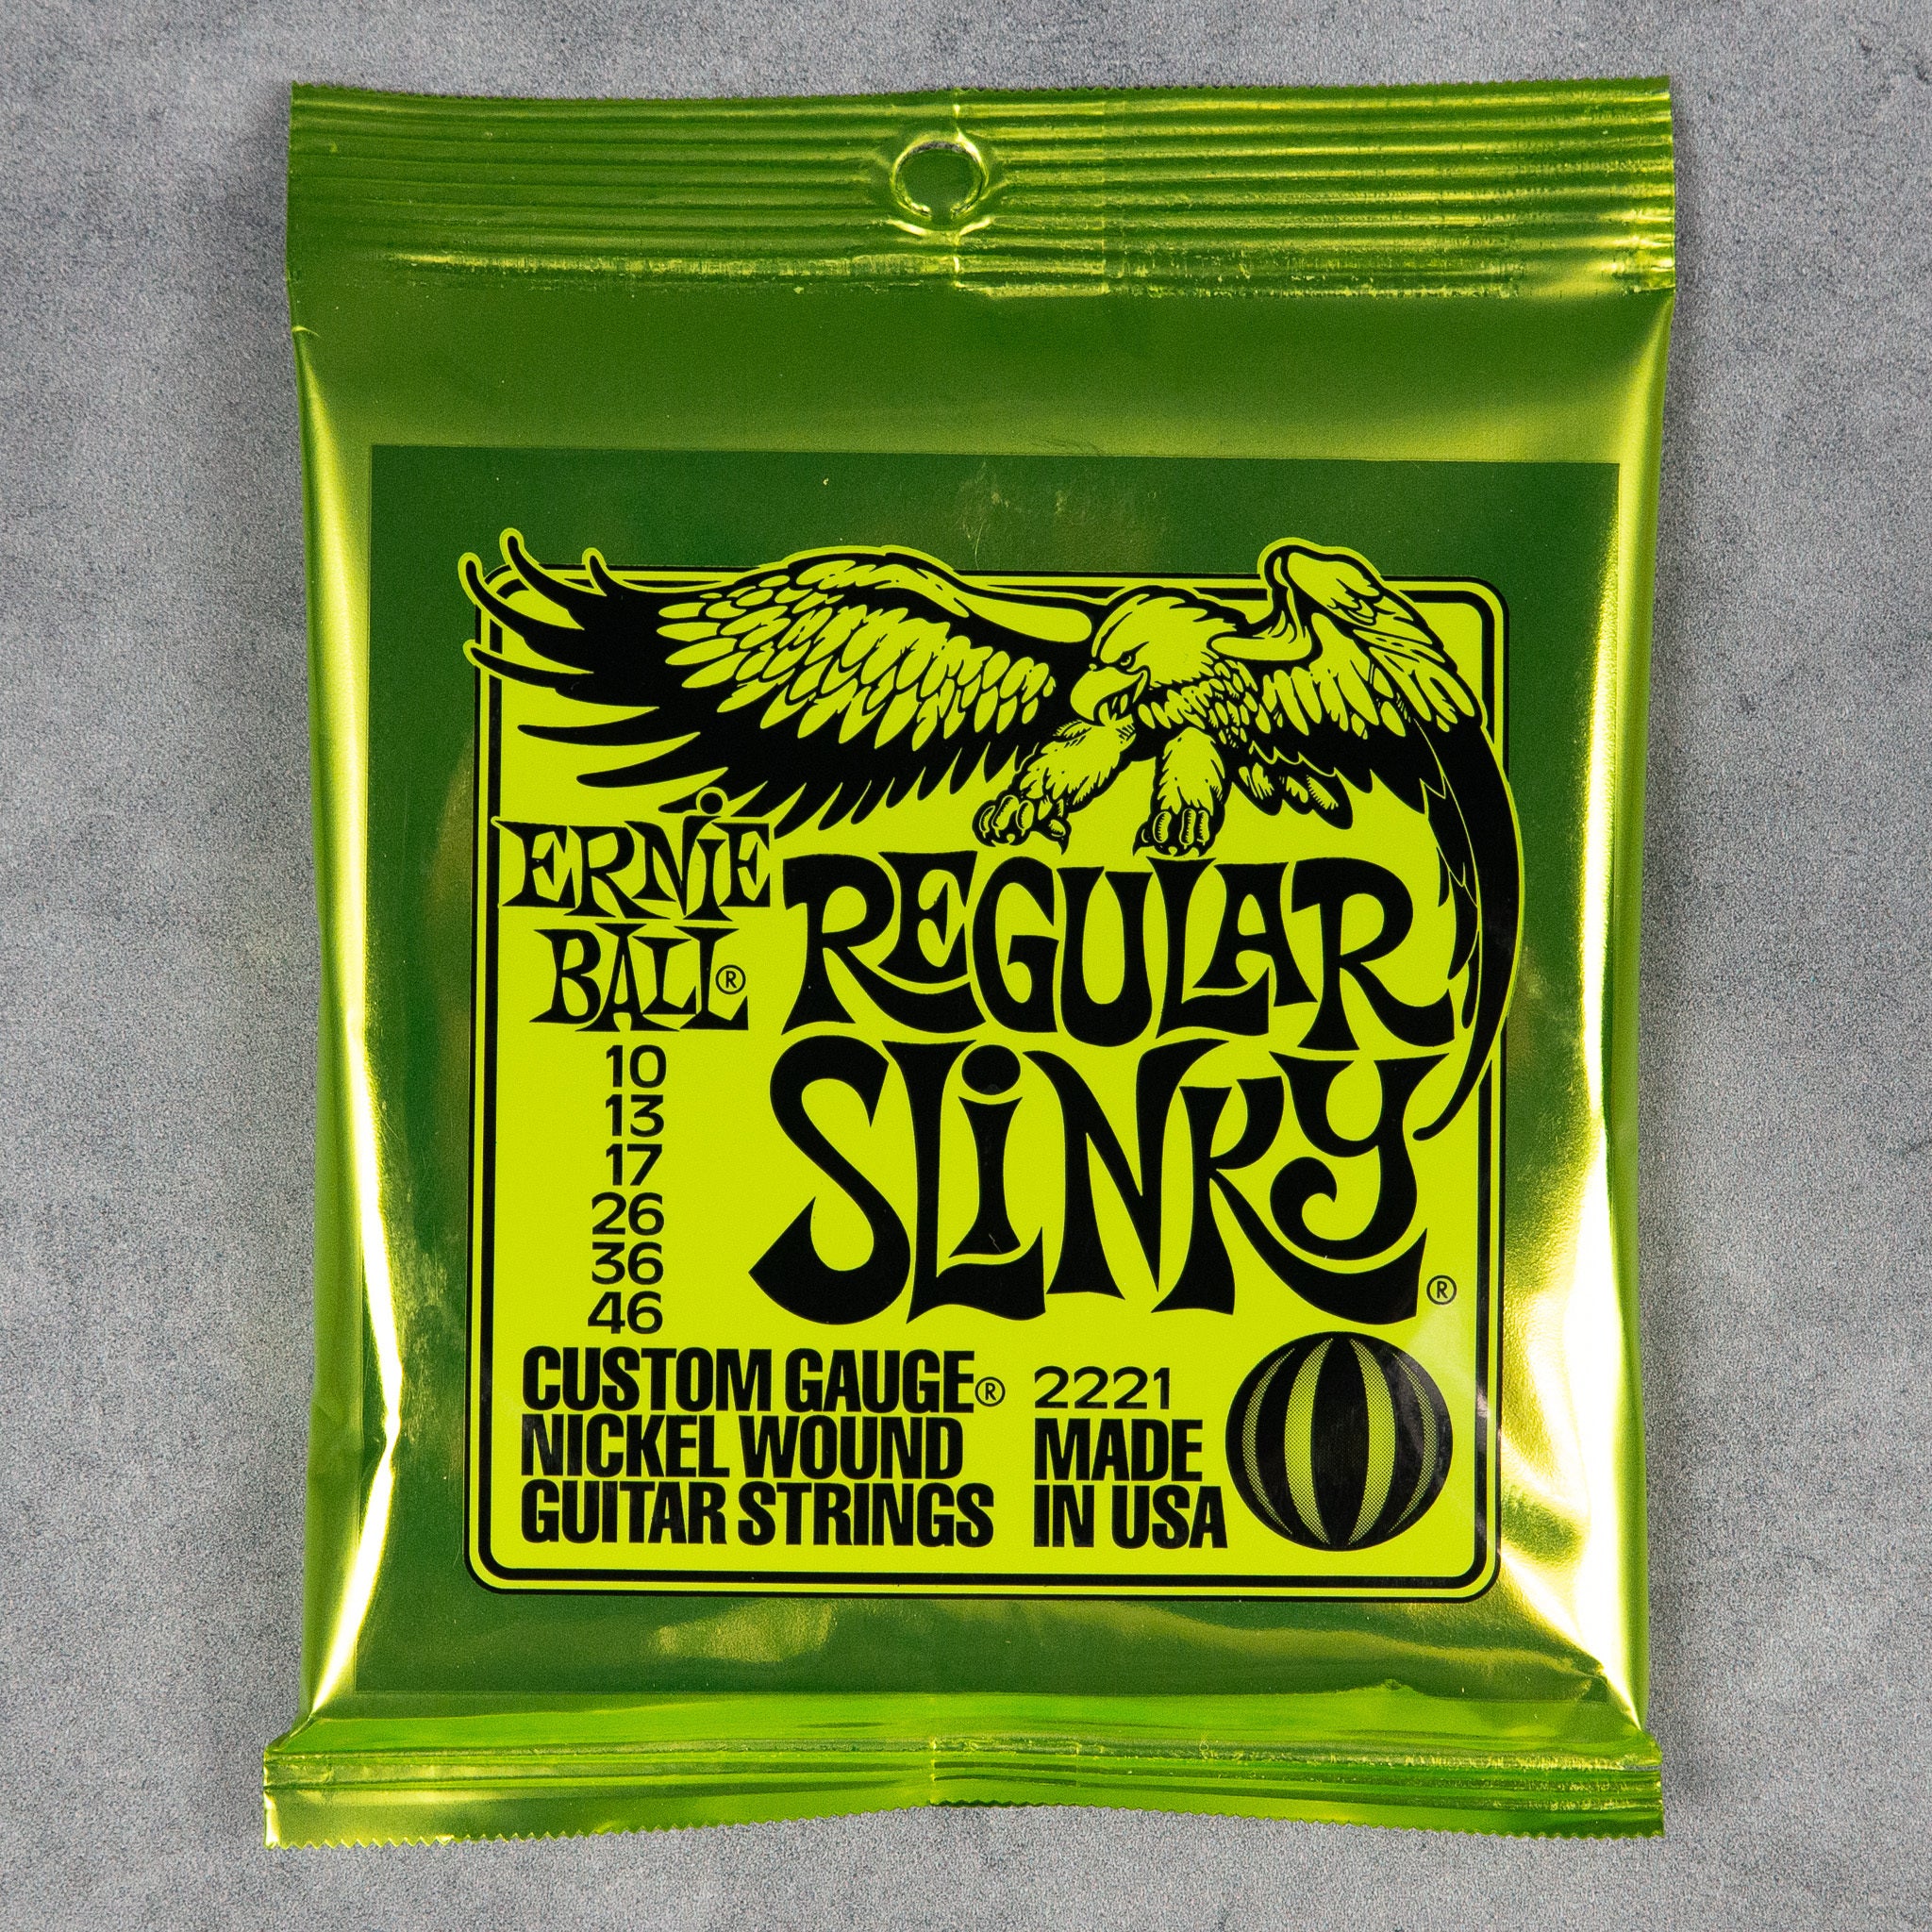 ERNiE
BALL®
REGULAR
SLiNKY®
10
13
17
26
36
46
CUSTOM GAUGE®
NICKEL WOUND
GUITAR STRINGS
2221
MADE
IN USA